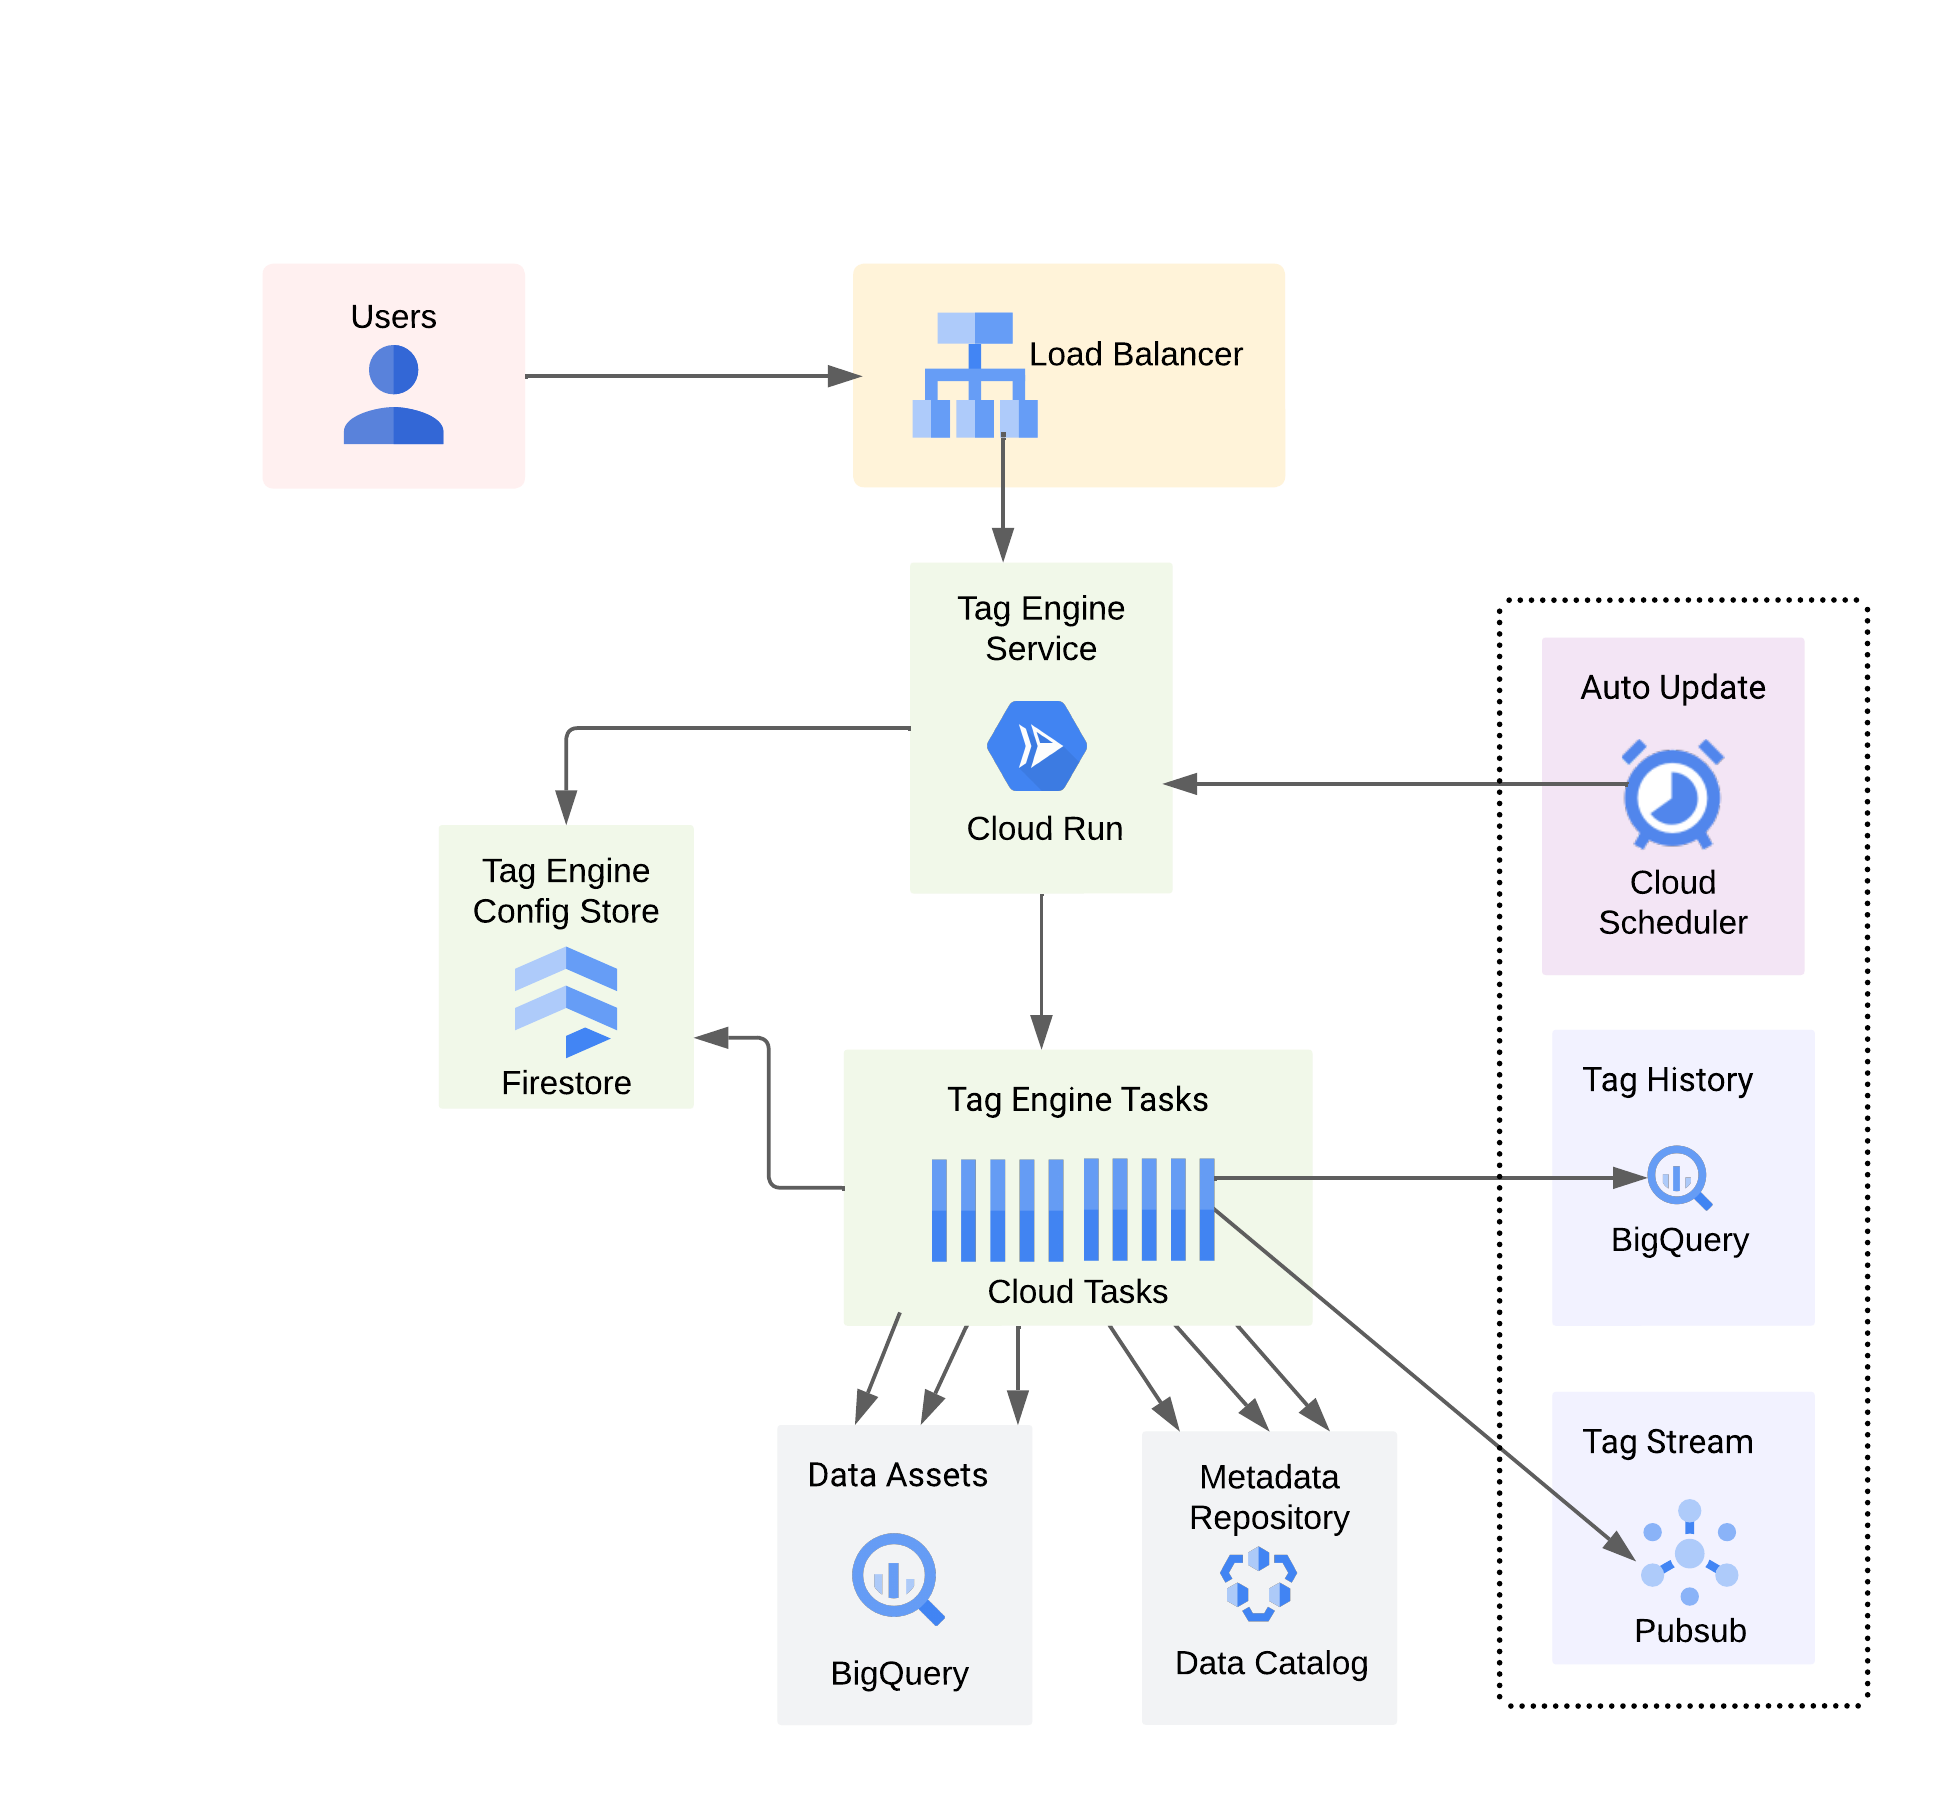 Users
Load Balancer
Tag Engine
Service
Cloud Run
Auto Update
Cloud
Scheduler
Tag Engine
Config Store
Firestore
Tag Engine Tasks
Cloud Tasks
Tag History
BigQuery
Data Assets
BigQuery
Metadata
Repository
Data Catalog
Tag Stream
Pubsub